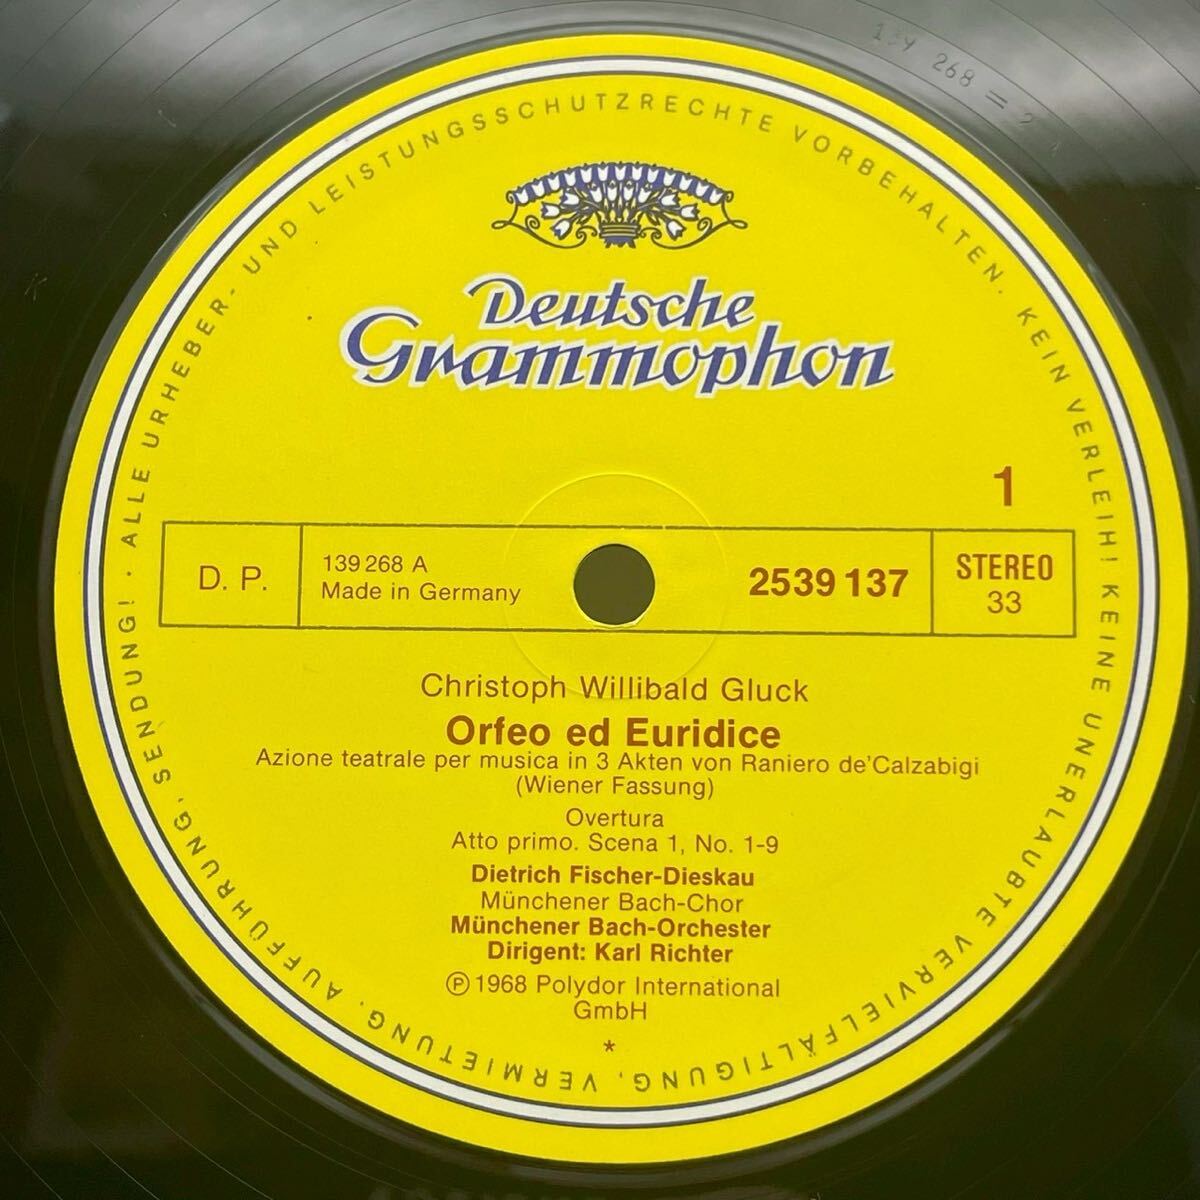 139 268 = 2
ALLE URHEBER- UND LEISTUNGSSCHUTZRECHTE VORBEHALTEN. KEIN VERLEIH! KEINE UNERLAUBTE VERVIELFÄLTIGUNG, VERMIETUNG, AUFFÜHRUNG, SENDUNG! ·
Deutsche
Grammophon
1
D. P.
139 268 A
Made in Germany
2539 137
STEREO
33
Christoph Willibald Gluck
Orfeo ed Euridice
Azione teatrale per musica in 3 Akten von Raniero de'Calzabigi
(Wiener Fassung)
Overtura
Atto primo. Scena 1, No. 1-9
Dietrich Fischer-Dieskau
Münchener Bach-Chor
Münchener Bach-Orchester
Dirigent: Karl Richter
℗ 1968 Polydor International
GmbH
*